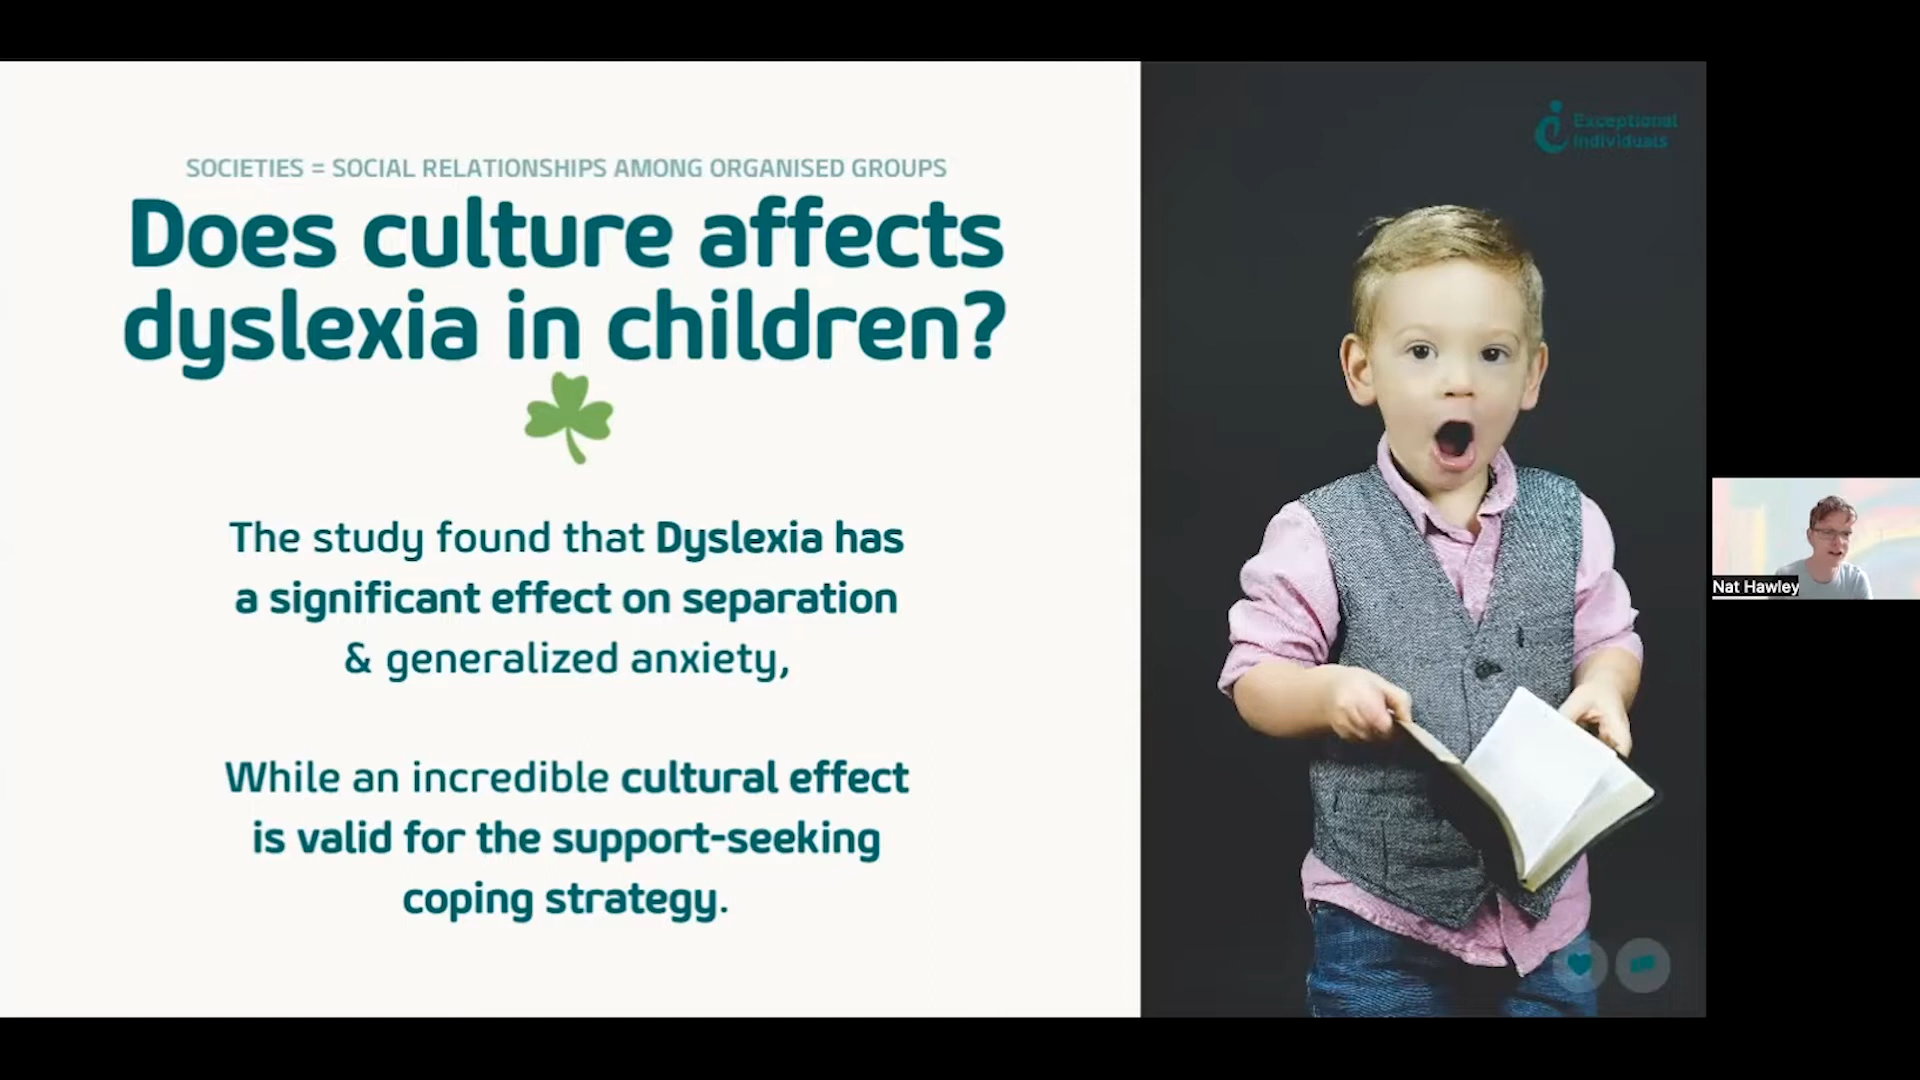 SOCIETIES = SOCIAL RELATIONSHIPS AMONG ORGANISED GROUPS
Does culture affects
dyslexia in children?
The study found that Dyslexia has
a significant effect on separation
& generalized anxiety,
While an incredible cultural effect
is valid for the support-seeking
coping strategy.
Exceptional
Individuals
Nat Hawley